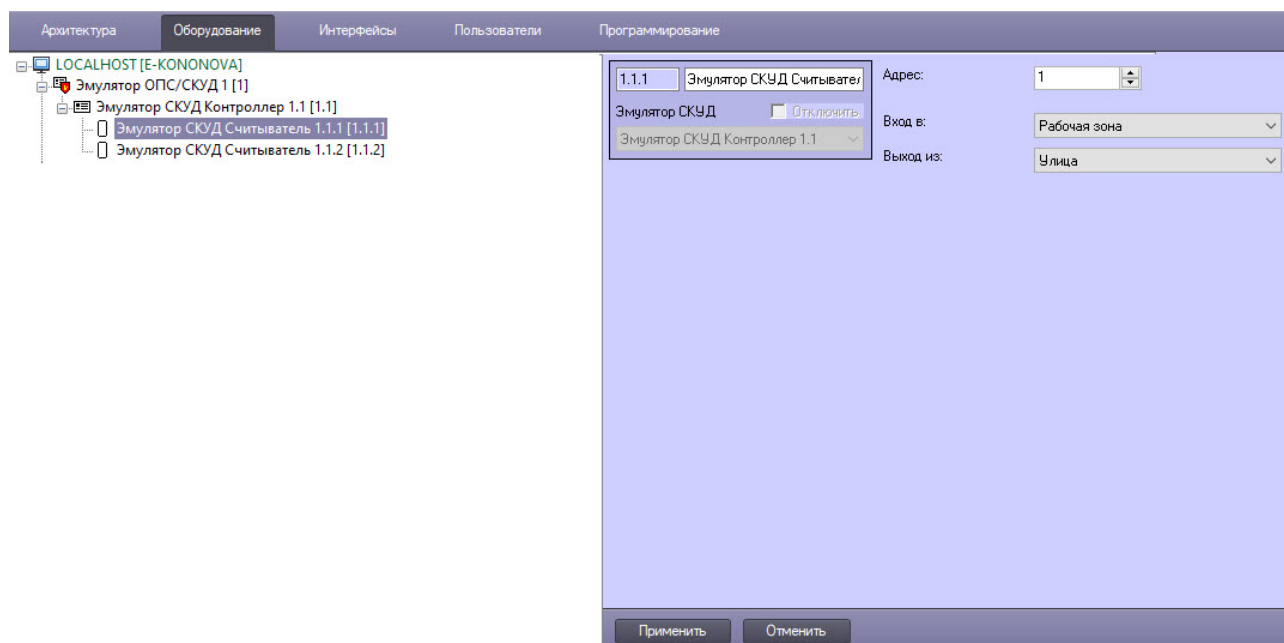 Архитектура Оборудование Интерфейсы Пользователи Программирование
LOCALHOST [E-KONONOVA]
Эмулятор ОПС/СКУД 1 [1]
Эмулятор СКУД Контроллер 1.1 [1.1]
Эмулятор СКУД Считыватель 1.1.1 [1.1.1]
Эмулятор СКУД Считыватель 1.1.2 [1.1.2]
1.1.1 Эмулятор СКУД Считывател
Эмулятор СКУД Отключить
Эмулятор СКУД Контроллер 1.1
Адрес: 1
Вход в: Рабочая зона
Выход из: Улица
Применить Отменить